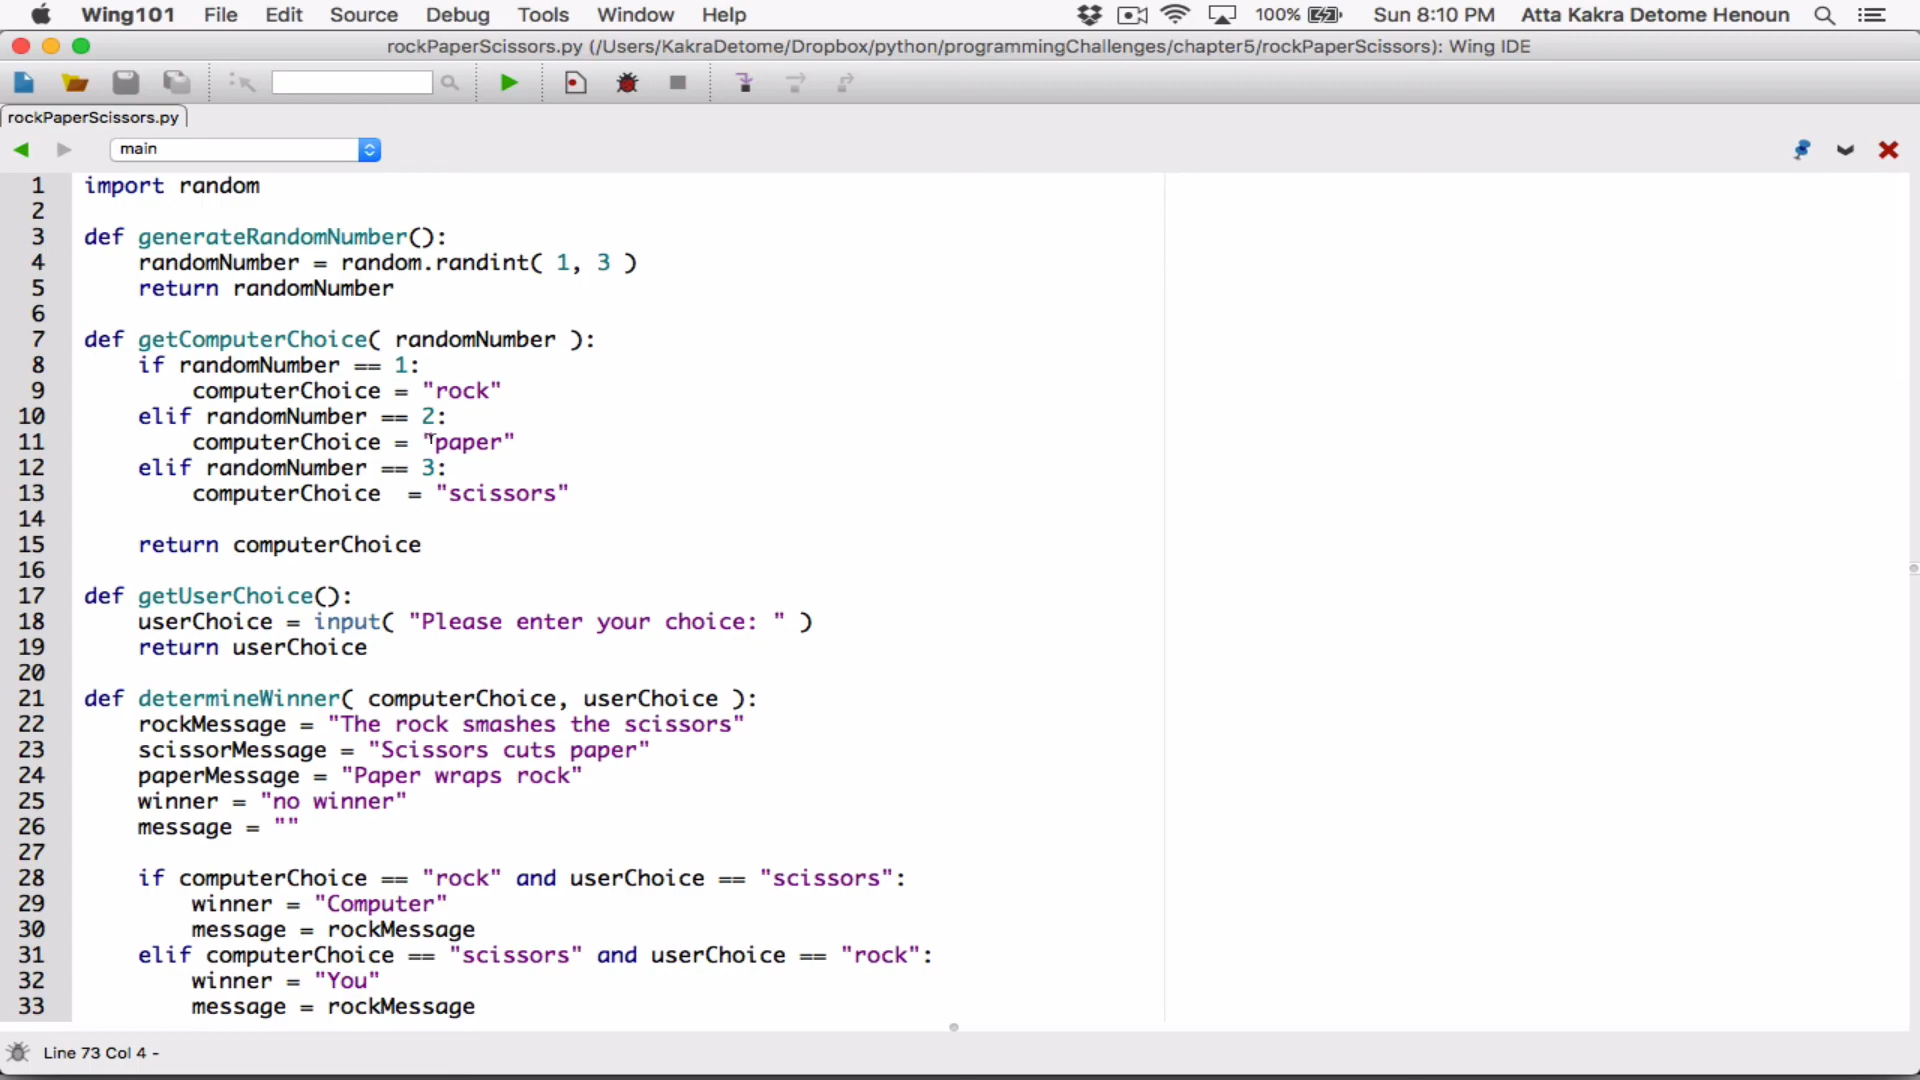 Wing101 File Edit Source Debug Tools Window Help 100% Sun 8:10 PM Atta Kakra Detome Henoun
rockPaperScissors.py (/Users/KakraDetome/Dropbox/python/programmingChallenges/chapter5/rockPaperScissors): Wing IDE
rockPaperScissors.py
main
1 import random
2
3 def generateRandomNumber():
4     randomNumber = random.randint( 1, 3 )
5     return randomNumber
6
7 def getComputerChoice( randomNumber ):
8     if randomNumber == 1:
9         computerChoice = "rock"
10     elif randomNumber == 2:
11         computerChoice = "paper"
12     elif randomNumber == 3:
13         computerChoice  = "scissors"
14
15     return computerChoice
16
17 def getUserChoice():
18     userChoice = input( "Please enter your choice: " )
19     return userChoice
20
21 def determineWinner( computerChoice, userChoice ):
22     rockMessage = "The rock smashes the scissors"
23     scissorMessage = "Scissors cuts paper"
24     paperMessage = "Paper wraps rock"
25     winner = "no winner"
26     message = ""
27
28     if computerChoice == "rock" and userChoice == "scissors":
29         winner = "Computer"
30         message = rockMessage
31     elif computerChoice == "scissors" and userChoice == "rock":
32         winner = "You"
33         message = rockMessage
Line 73 Col 4 -